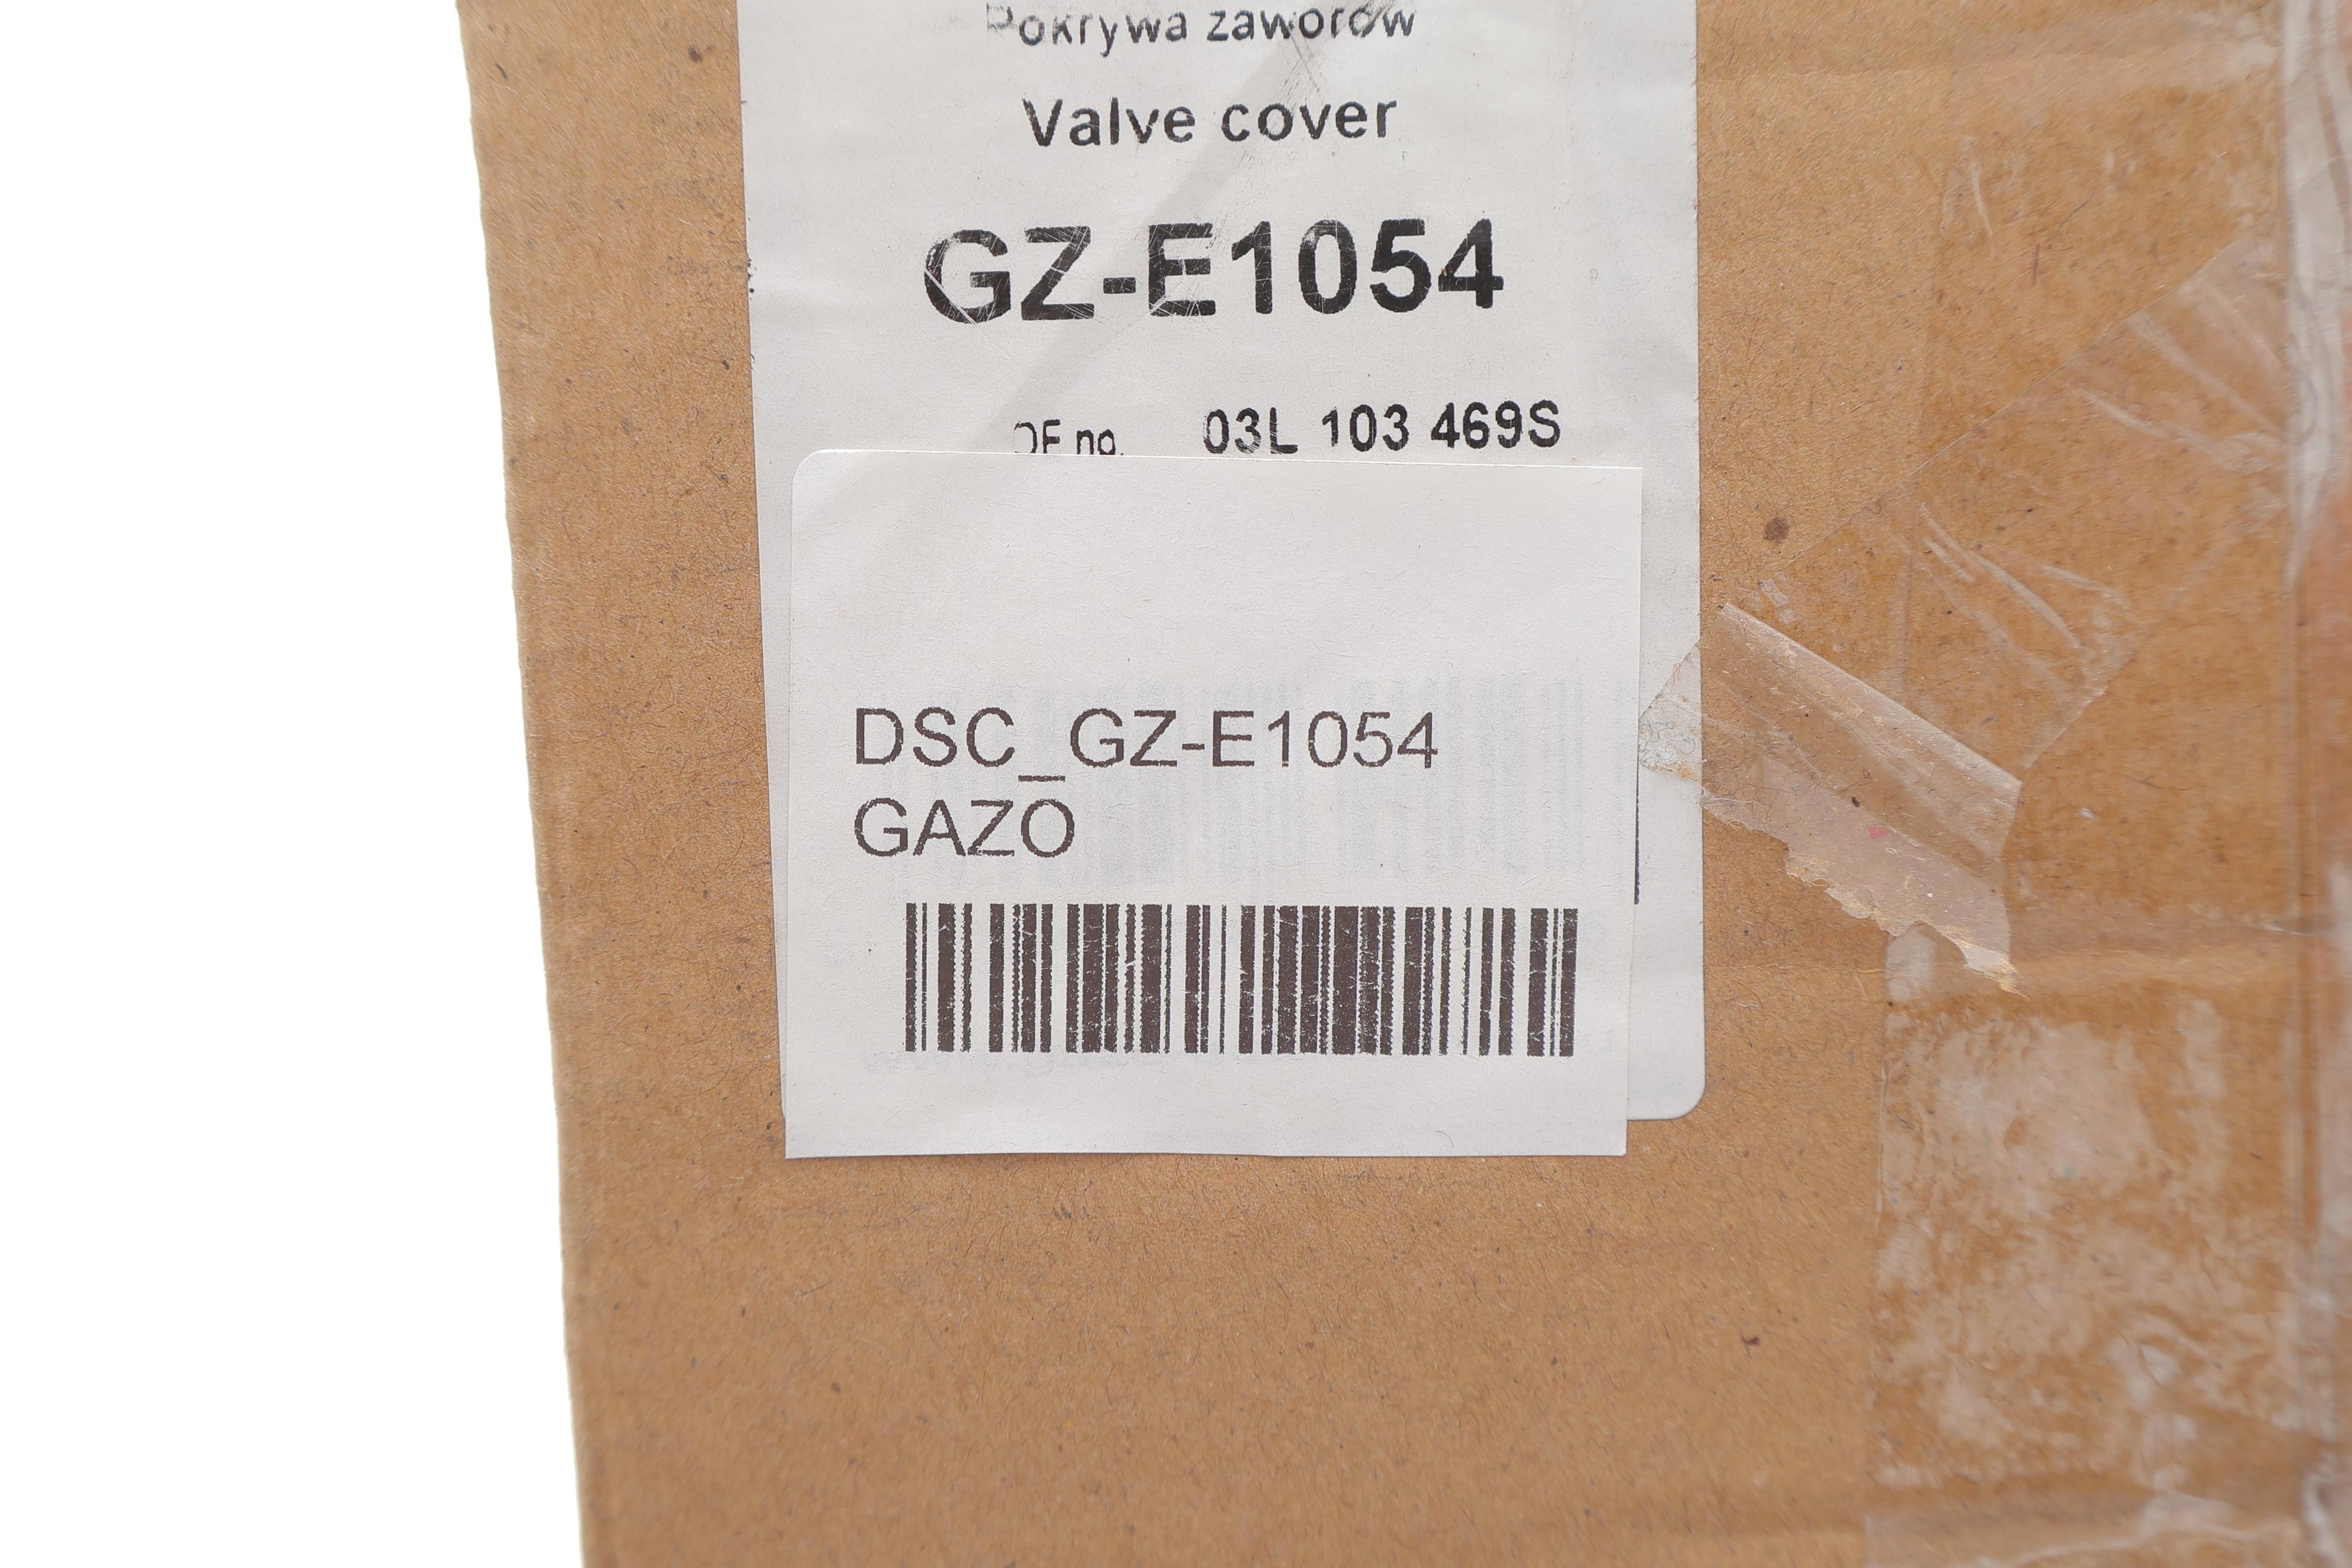 Pokrywa zaworów
Valve cover
GZ-E1054
OE no. 03L 103 469S
DSC_GZ-E1054
GAZO